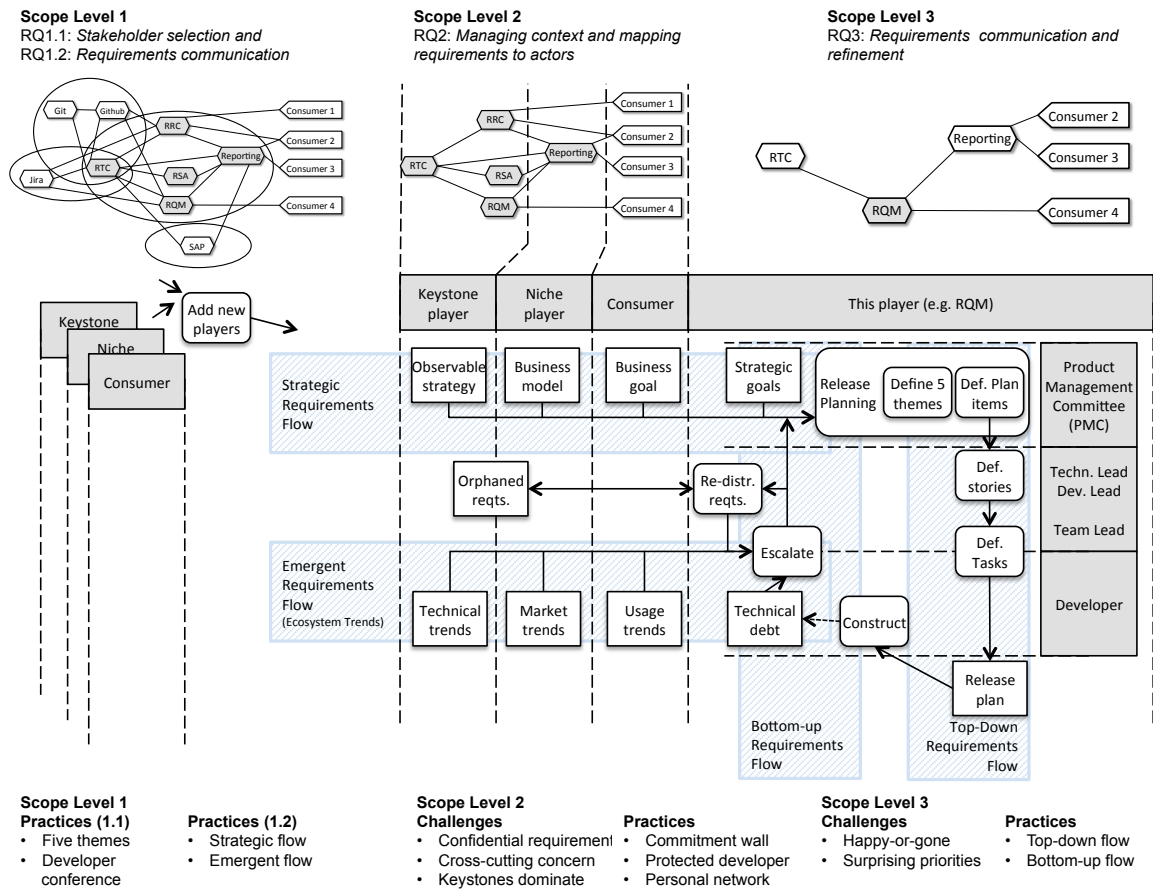 Scope Level 1
RQ1.1: Stakeholder selection and
RQ1.2: Requirements communication
Scope Level 2
RQ2: Managing context and mapping
requirements to actors
Scope Level 3
RQ3: Requirements communication and
refinement
Git
Github
RRC
Consumer 1
Consumer 2
Reporting
Consumer 3
RTC
RSA
Jira
RQM
Consumer 4
SAP
RRC
Consumer 1
Consumer 2
Reporting
Consumer 3
RTC
RSA
RQM
Consumer 4
Consumer 2
Reporting
RTC
Consumer 3
RQM
Consumer 4
Keystone
Niche
Consumer
Add new
players
Keystone
player
Niche
player
Consumer
This player (e.g. RQM)
Strategic
Requirements
Flow
Observable
strategy
Business
model
Business
goal
Strategic
goals
Release
Planning
Define 5
themes
Def. Plan
items
Product
Management
Committee
(PMC)
Orphaned
reqts.
Re-distr.
reqts.
Def.
stories
Techn. Lead
Dev. Lead
Team Lead
Emergent
Requirements
Flow
(Ecosystem Trends)
Escalate
Def.
Tasks
Technical
trends
Market
trends
Usage
trends
Technical
debt
Construct
Developer
Release
plan
Bottom-up
Requirements
Flow
Top-Down
Requirements
Flow
Scope Level 1
Practices (1.1)
• Five themes
• Developer
conference
Practices (1.2)
• Strategic flow
• Emergent flow
Scope Level 2
Challenges
• Confidential requirement
• Cross-cutting concern
• Keystones dominate
Practices
• Commitment wall
• Protected developer
• Personal network
Scope Level 3
Challenges
• Happy-or-gone
• Surprising priorities
Practices
• Top-down flow
• Bottom-up flow